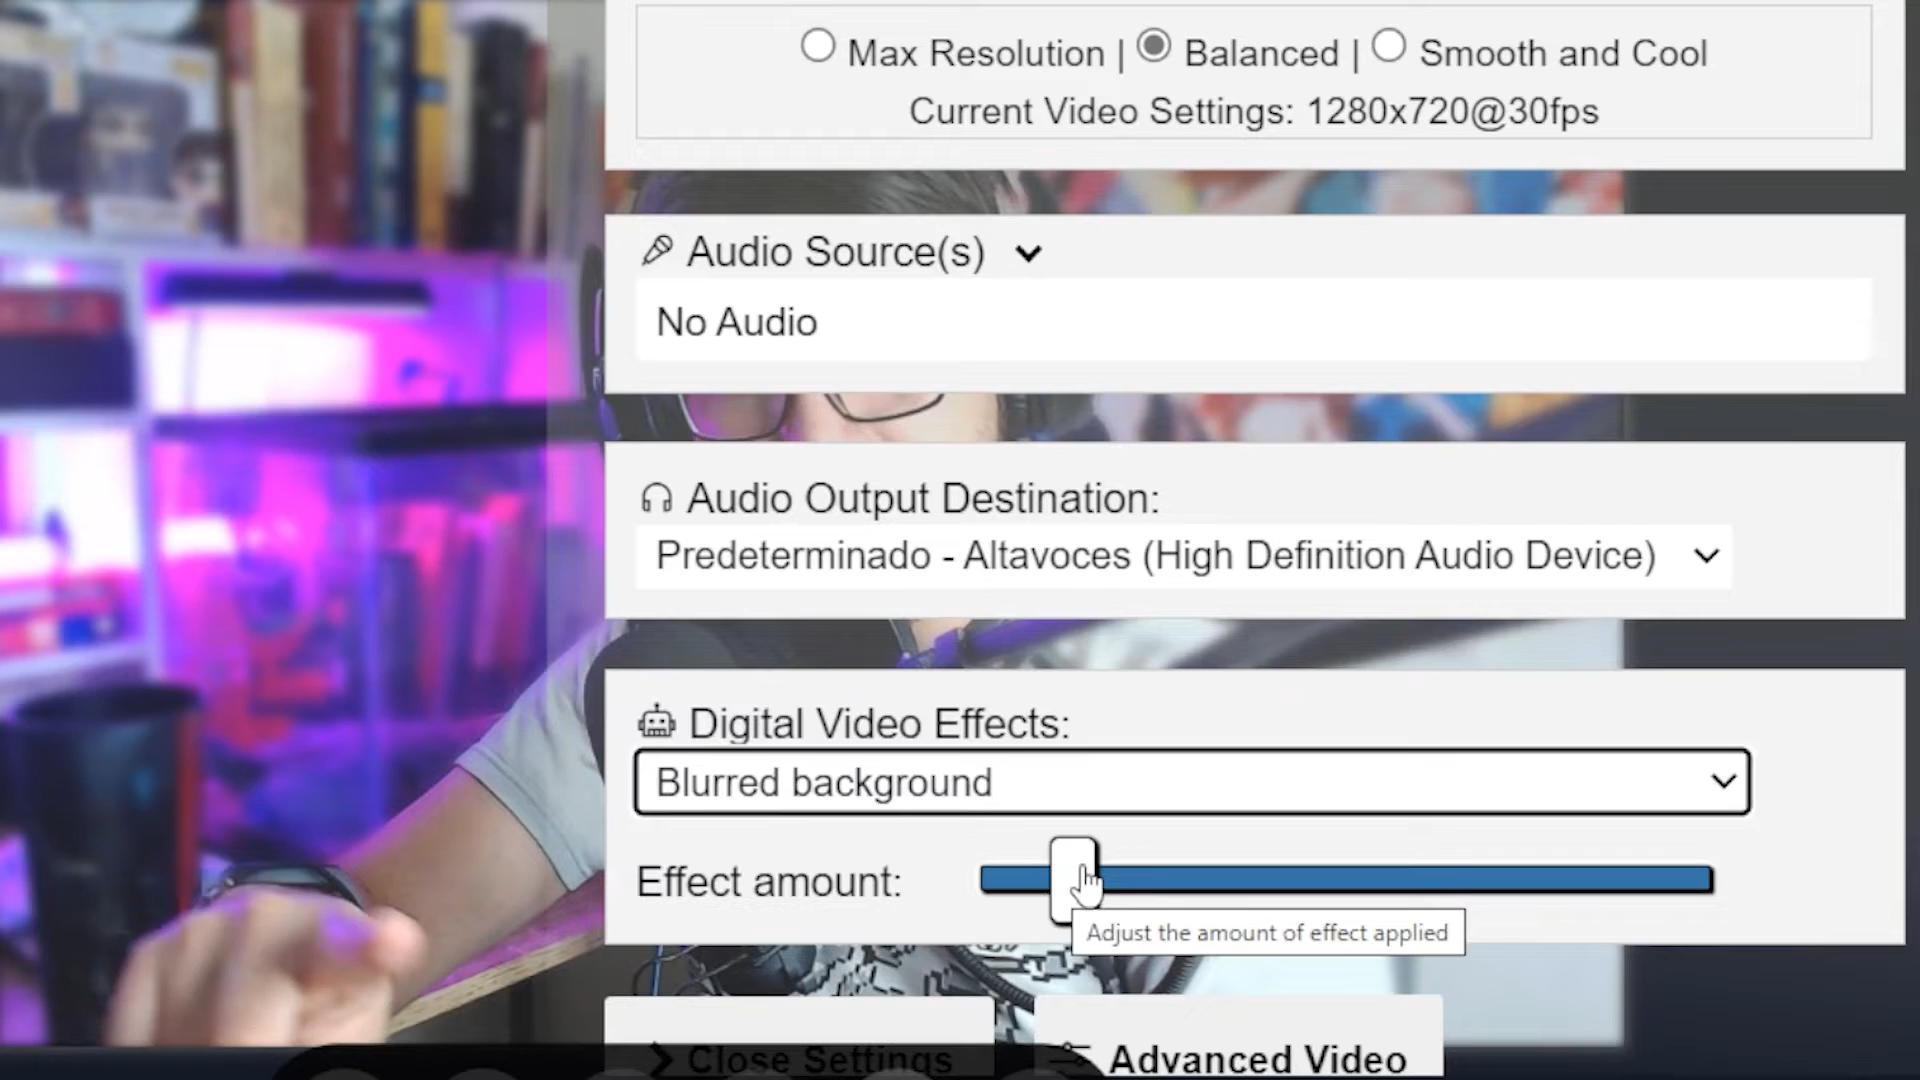 Max Resolution | Balanced | Smooth and Cool
Current Video Settings: 1280x720@30fps
Audio Source(s)
No Audio
Audio Output Destination:
Predeterminado - Altavoces (High Definition Audio Device)
Digital Video Effects:
Blurred background
Effect amount:
Adjust the amount of effect applied
Close Settings
Advanced Video